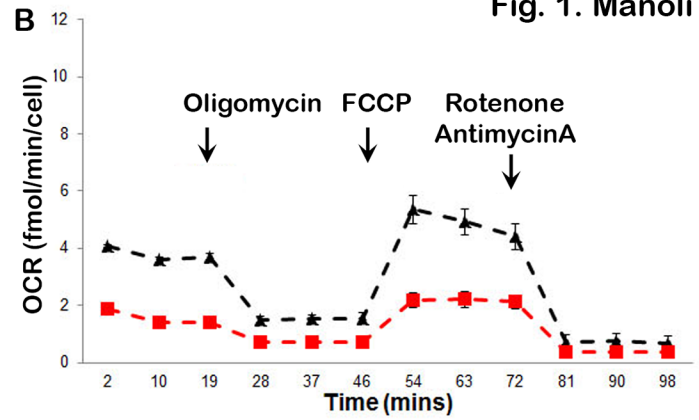 Fig. 1. Manoli
B
12
10
8
6
4
2
0
OCR (fmol/min/cell)
Oligomycin FCCP Rotenone
AntimycinA
2 10 19 28 37 46 54 63 72 81 90 98
Time (mins)